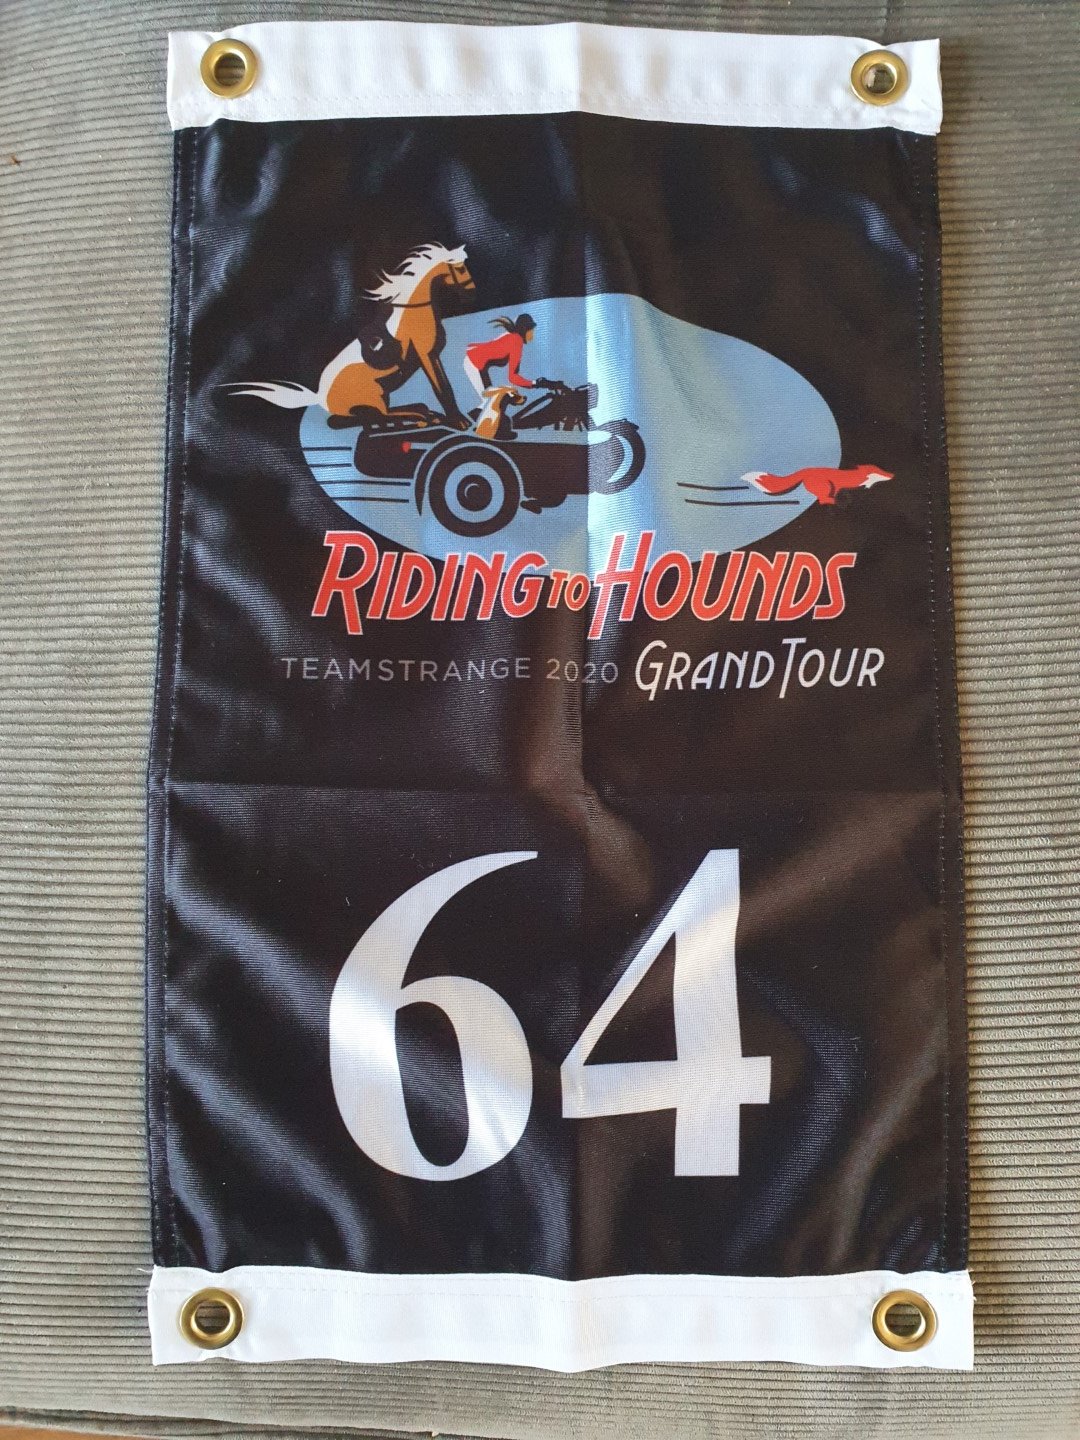 Riding to Hounds
TEAMSTRANGE 2020 GRAND TOUR
64